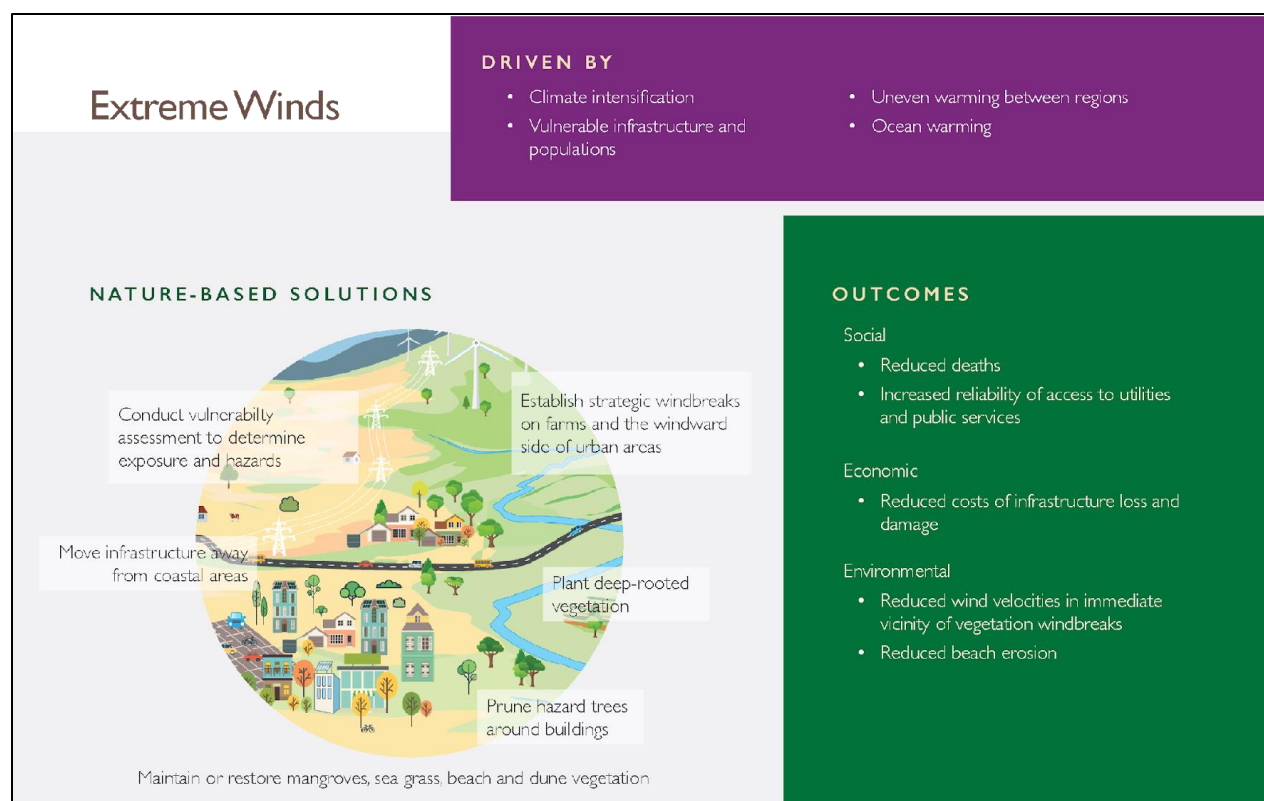 Extreme Winds
DRIVEN BY
• Climate intensification
• Vulnerable infrastructure and
populations
• Uneven warming between regions
• Ocean warming
NATURE-BASED SOLUTIONS
Conduct vulnerabilty
assessment to determine
exposure and hazards
Establish strategic windbreaks
on farms and the windward
side of urban areas
Move infrastructure away
from coastal areas
Plant deep-rooted
vegetation
Prune hazard trees
around buildings
Maintain or restore mangroves, sea grass, beach and dune vegetation
OUTCOMES
Social
• Reduced deaths
• Increased reliability of access to utilities
and public services
Economic
• Reduced costs of infrastructure loss and
damage
Environmental
• Reduced wind velocities in immediate
vicinity of vegetation windbreaks
• Reduced beach erosion